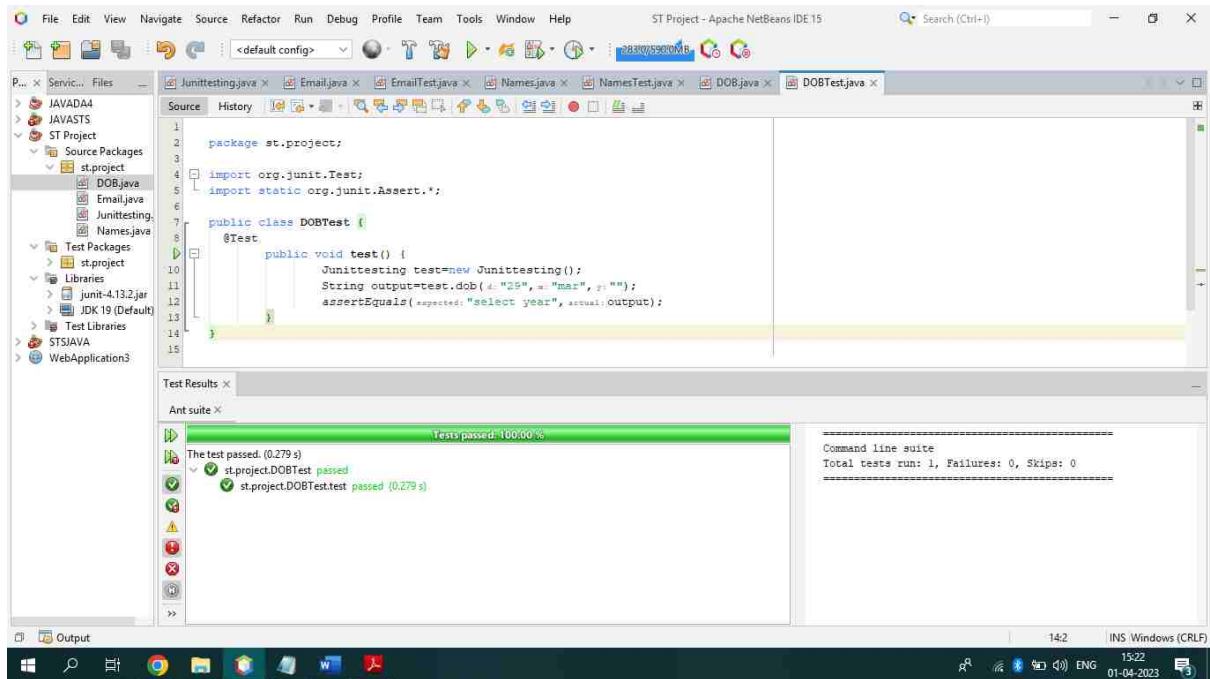 File Edit View Navigate Source Refactor Run Debug Profile Team Tools Window Help ST Project - Apache NetBeans IDE 15 Search (Ctrl+I)
<default config> 283.0/590.0MB
P... Servic... Files
Junittesting.java Email.java EmailTest.java Names.java NamesTest.java DOB.java DOBTest.java
JAVADA4
JAVASTS
ST Project
Source Packages
st.project
DOB.java
Email.java
Junittesting.
Names.java
Test Packages
st.project
Libraries
junit-4.13.2.jar
JDK 19 (Default)
Test Libraries
STSJAVA
WebApplication3
Source History
1
2 package st.project;
3
4 import org.junit.Test;
5 import static org.junit.Assert.*;
6
7 public class DOBTest {
8 @Test
public void test() {
10 Junittesting test=new Junittesting();
11 String output=test.dob( d: "29", m: "mar", y: "");
12 assertEquals( expected: "select year", actual: output);
13 }
14 }
15
Test Results
Ant suite
Tests passed: 100.00 %
The test passed. (0.279 s)
st.project.DOBTest passed
st.project.DOBTest.test passed (0.279 s)
===============================================
Command line suite
Total tests run: 1, Failures: 0, Skips: 0
===============================================
Output
14:2 INS Windows (CRLF)
ENG
15:22
01-04-2023